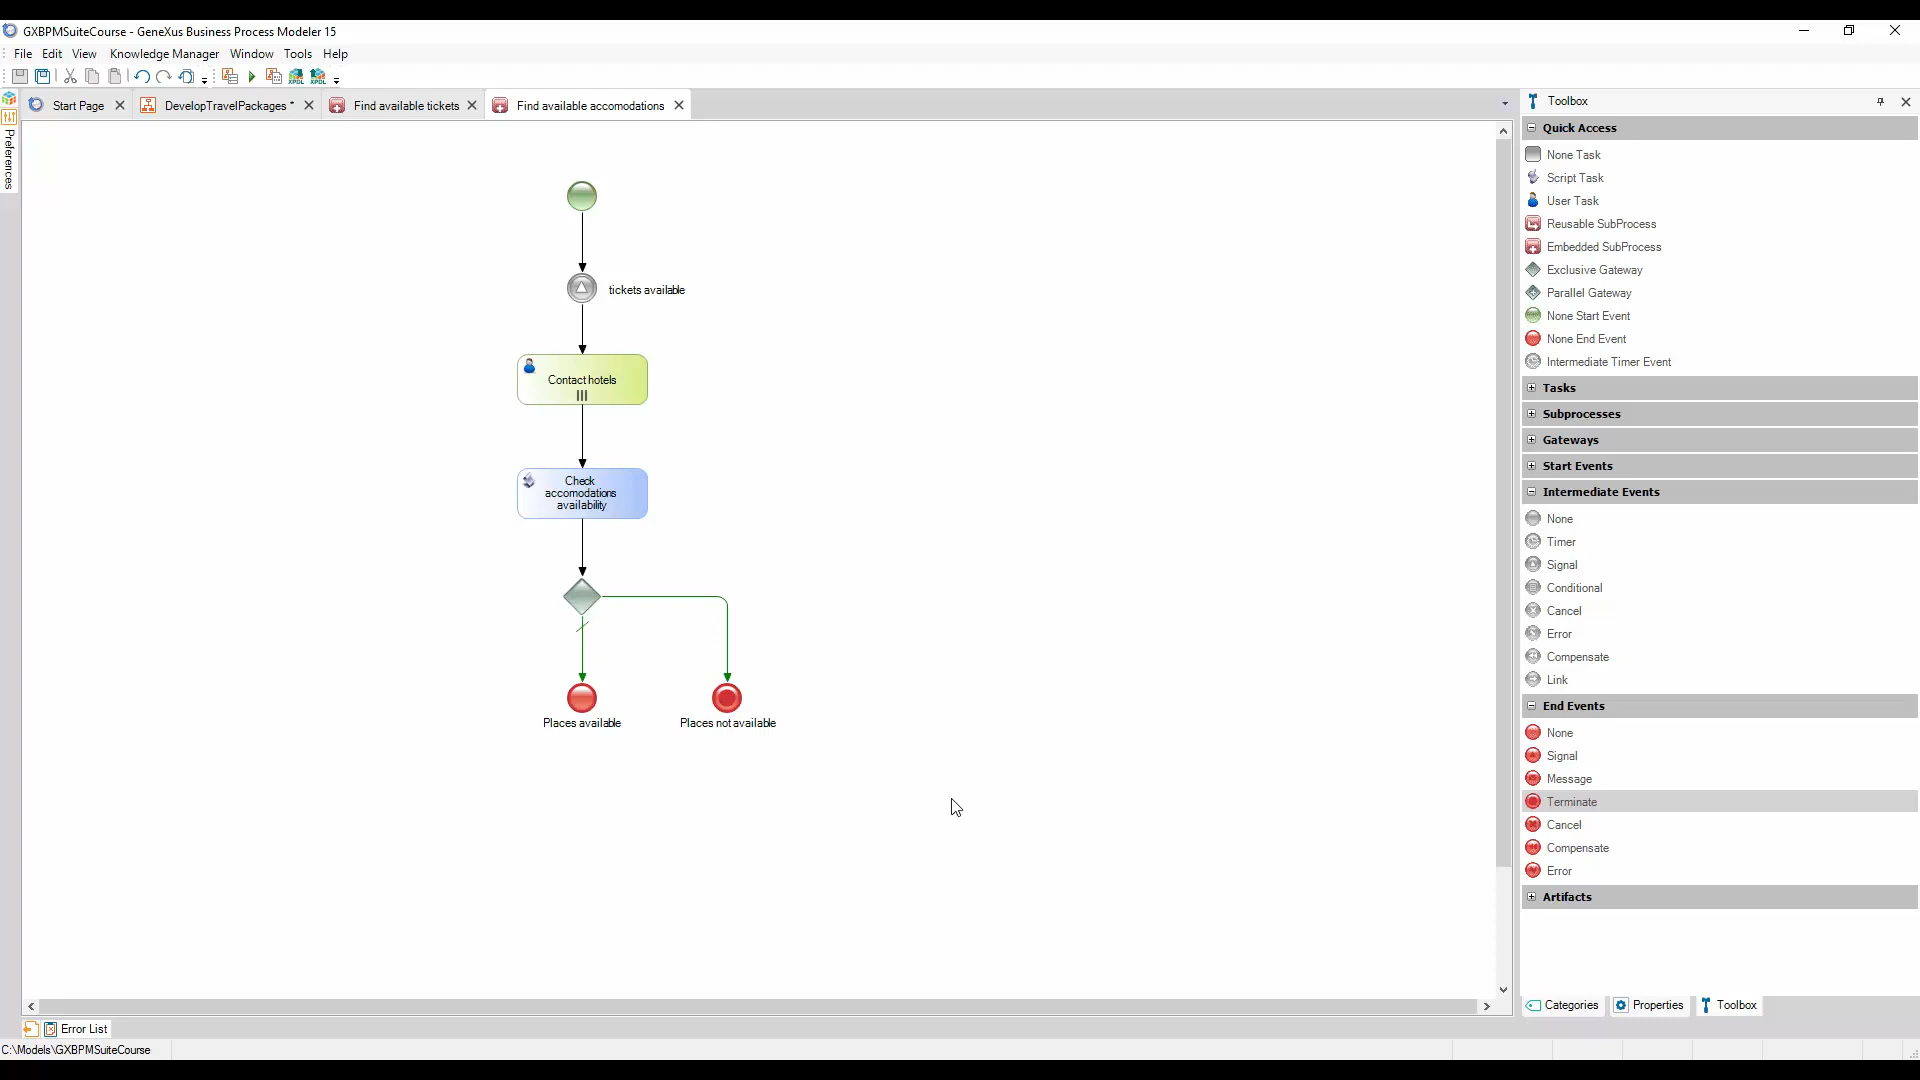 GXBPMSuiteCourse - GeneXus Business Process Modeler 15
File Edit View Knowledge Manager Window Tools Help
Start Page
DevelopTravelPackages *
Find available tickets
Find available accomodations
Preferences
tickets available
Contact hotels
Check
accomodations
availability
Places available
Places not available
Toolbox
Quick Access
None Task
Script Task
User Task
Reusable SubProcess
Embedded SubProcess
Exclusive Gateway
Parallel Gateway
None Start Event
None End Event
Intermediate Timer Event
Tasks
Subprocesses
Gateways
Start Events
Intermediate Events
None
Timer
Signal
Conditional
Cancel
Error
Compensate
Link
End Events
None
Signal
Message
Terminate
Cancel
Compensate
Error
Artifacts
Categories Properties Toolbox
Error List
C:\Models\GXBPMSuiteCourse